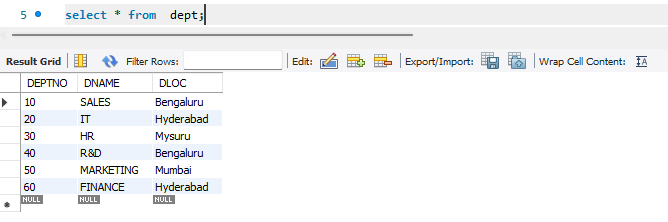 5 select * from dept;
Result Grid Filter Rows: Edit: Export/Import: Wrap Cell Content: IA
DEPTNO DNAME DLOC
10 SALES Bengaluru
20 IT Hyderabad
30 HR Mysuru
40 R&D Bengaluru
50 MARKETING Mumbai
60 FINANCE Hyderabad
NULL NULL NULL